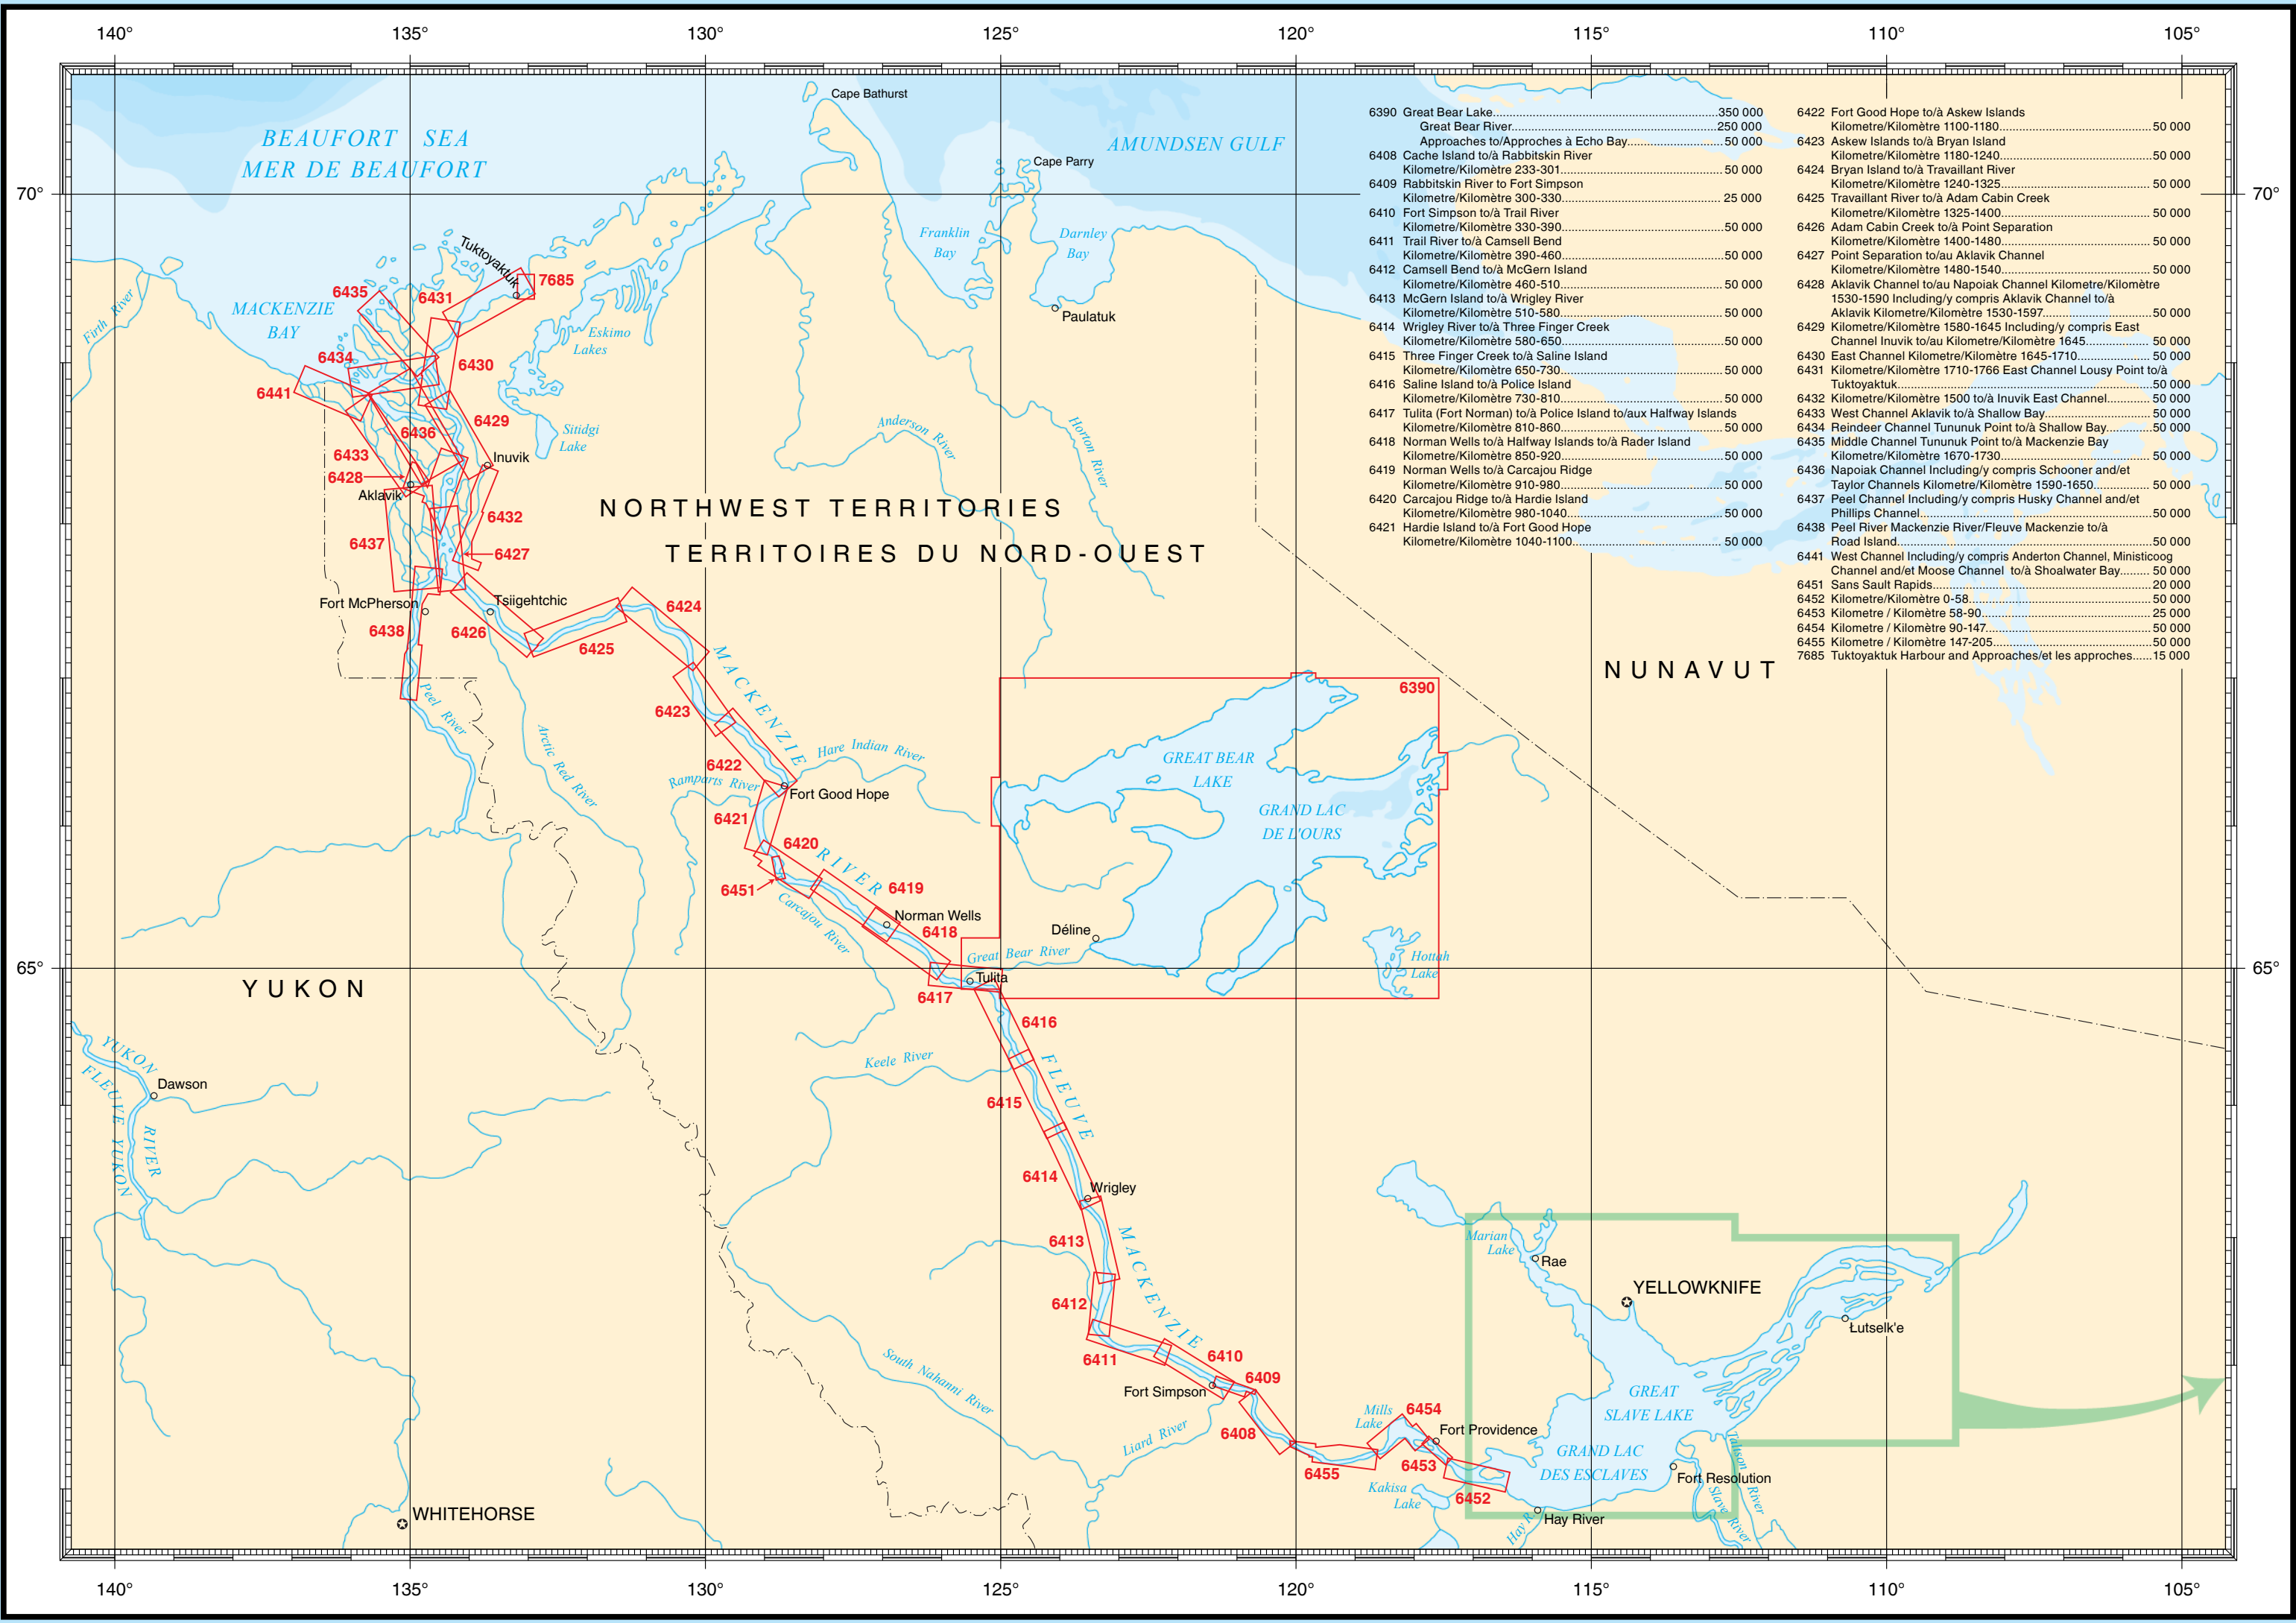 140° 135° 130° 125° 120° 115° 110° 105°
Cape Bathurst
BEAUFORT SEA
MER DE BEAUFORT
AMUNDSEN GULF
Cape Parry
70°
70°
6390 Great Bear Lake 350 000
Great Bear River 250 000
Approaches to/Approches à Echo Bay 50 000
6408 Cache Island to/à Rabbitskin River
Kilometre/Kilomètre 233-301 50 000
6409 Rabbitskin River to Fort Simpson
Kilometre/Kilomètre 300-330 25 000
6410 Fort Simpson to/à Trail River
Kilometre/Kilomètre 330-390 50 000
6411 Trail River to/à Camsell Bend
Kilometre/Kilomètre 390-460 50 000
6412 Camsell Bend to/à McGern Island
Kilometre/Kilomètre 460-510 50 000
6413 McGern Island to/à Wrigley River
Kilometre/Kilomètre 510-580 50 000
6414 Wrigley River to/à Three Finger Creek
Kilometre/Kilomètre 580-650 50 000
6415 Three Finger Creek to/à Saline Island
Kilometre/Kilomètre 650-730 50 000
6416 Saline Island to/à Police Island
Kilometre/Kilomètre 730-810 50 000
6417 Tulita (Fort Norman) to/à Police Island to/aux Halfway Islands
Kilometre/Kilomètre 810-860 50 000
6418 Norman Wells to/à Halfway Islands to/à Rader Island
Kilometre/Kilomètre 850-920 50 000
6419 Norman Wells to/à Carcajou Ridge
Kilometre/Kilomètre 910-980 50 000
6420 Carcajou Ridge to/à Hardie Island
Kilometre/Kilomètre 980-1040 50 000
6421 Hardie Island to/à Fort Good Hope
Kilometre/Kilomètre 1040-1100 50 000
6422 Fort Good Hope to/à Askew Islands
Kilometre/Kilomètre 1100-1180 50 000
6423 Askew Islands to/à Bryan Island
Kilometre/Kilomètre 1180-1240 50 000
6424 Bryan Island to/à Travaillant River
Kilometre/Kilomètre 1240-1325 50 000
6425 Travaillant River to/à Adam Cabin Creek
Kilometre/Kilomètre 1325-1400 50 000
6426 Adam Cabin Creek to/à Point Separation
Kilometre/Kilomètre 1400-1480 50 000
6427 Point Separation to/au Aklavik Channel
Kilometre/Kilomètre 1480-1540 50 000
6428 Aklavik Channel to/au Napoiak Channel Kilometre/Kilomètre
1530-1590 Including/y compris Aklavik Channel to/à
Aklavik Kilometre/Kilomètre 1530-1597 50 000
6429 Kilometre/Kilomètre 1580-1645 Including/y compris East
Channel Inuvik to/au Kilometre/Kilomètre 1645 50 000
6430 East Channel Kilometre/Kilomètre 1645-1710 50 000
6431 Kilometre/Kilomètre 1710-1766 East Channel Lousy Point to/à
Tuktoyaktuk 50 000
6432 Kilometre/Kilomètre 1500 to/à Inuvik East Channel 50 000
6433 West Channel Aklavik to/à Shallow Bay 50 000
6434 Reindeer Channel Tununuk Point to/à Shallow Bay 50 000
6435 Middle Channel Tununuk Point to/à Mackenzie Bay
Kilometre/Kilomètre 1670-1730 50 000
6436 Napoiak Channel Including/y compris Schooner and/et
Taylor Channels Kilometre/Kilomètre 1590-1650 50 000
6437 Peel Channel Including/y compris Husky Channel and/et
Phillips Channel 50 000
6438 Peel River Mackenzie River/Fleuve Mackenzie to/à
Road Island 50 000
6441 West Channel Including/y compris Anderton Channel, Ministicoog
Channel and/et Moose Channel to/à Shoalwater Bay 50 000
6451 Sans Sault Rapids 20 000
6452 Kilometre/Kilomètre 0-58 50 000
6453 Kilometre / Kilomètre 58-90 25 000
6454 Kilometre / Kilomètre 90-147 50 000
6455 Kilometre / Kilomètre 147-205 50 000
7685 Tuktoyaktuk Harbour and Approaches/et les approches 15 000
Franklin
Bay
Darnley
Bay
Tuktoyaktuk
7685
6435
6431
MACKENZIE
BAY
Firth River
Paulatuk
Eskimo
Lakes
6434
6430
6441
6429
6436
Sitidgi
Lake
Anderson River
Horton River
6433
Inuvik
6428
Aklavik
NORTHWEST TERRITORIES
TERRITOIRES DU NORD-OUEST
6432
6437
6427
Fort McPherson
Tsiigehtchic
6424
6438
6426
6425
NUNAVUT
MACKENZIE
6390
Peel River
6423
Arctic Red River
Hare Indian River
GREAT BEAR
LAKE
6422
Ramparts River
Fort Good Hope
GRAND LAC
DE L'OURS
6421
6420
RIVER
6451
6419
Carcajou River
Norman Wells
6418
Déline
Great Bear River
Hottah
Lake
65°
65°
Tulita
6417
YUKON
6416
YUKON
RIVER
FLEUVE YUKON
Dawson
Keele River
FLEUVE
6415
6414
Wrigley
6413
MACKENZIE
6412
Marian
Lake
Rae
YELLOWKNIFE
Łutselk'e
6411
6410
6409
Fort Simpson
South Nahanni River
Liard River
6408
Mills
Lake
6454
Fort Providence
6453
6455
Kakisa
Lake
6452
GREAT
SLAVE LAKE
GRAND LAC
DES ESCLAVES
Taltson River
Fort Resolution
Slave River
Hay R.
Hay River
WHITEHORSE
140° 135° 130° 125° 120° 115° 110° 105°